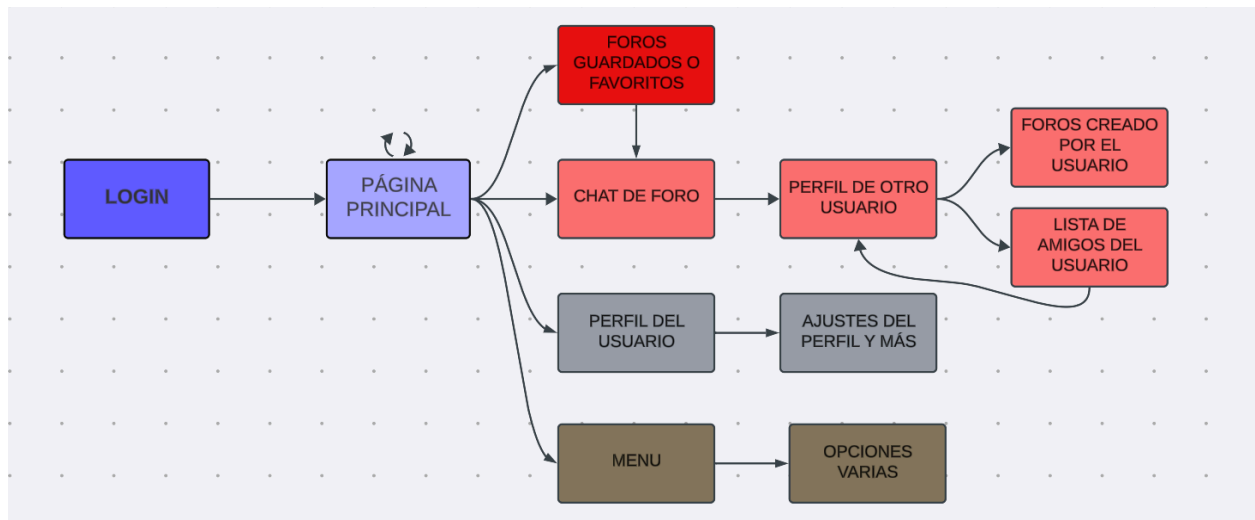 FOROS
GUARDADOS O
FAVORITOS
LOGIN
PÁGINA
PRINCIPAL
CHAT DE FORO
PERFIL DE OTRO
USUARIO
FOROS CREADO
POR EL
USUARIO
LISTA DE
AMIGOS DEL
USUARIO
PERFIL DEL
USUARIO
AJUSTES DEL
PERFIL Y MÁS
MENU
OPCIONES
VARIAS